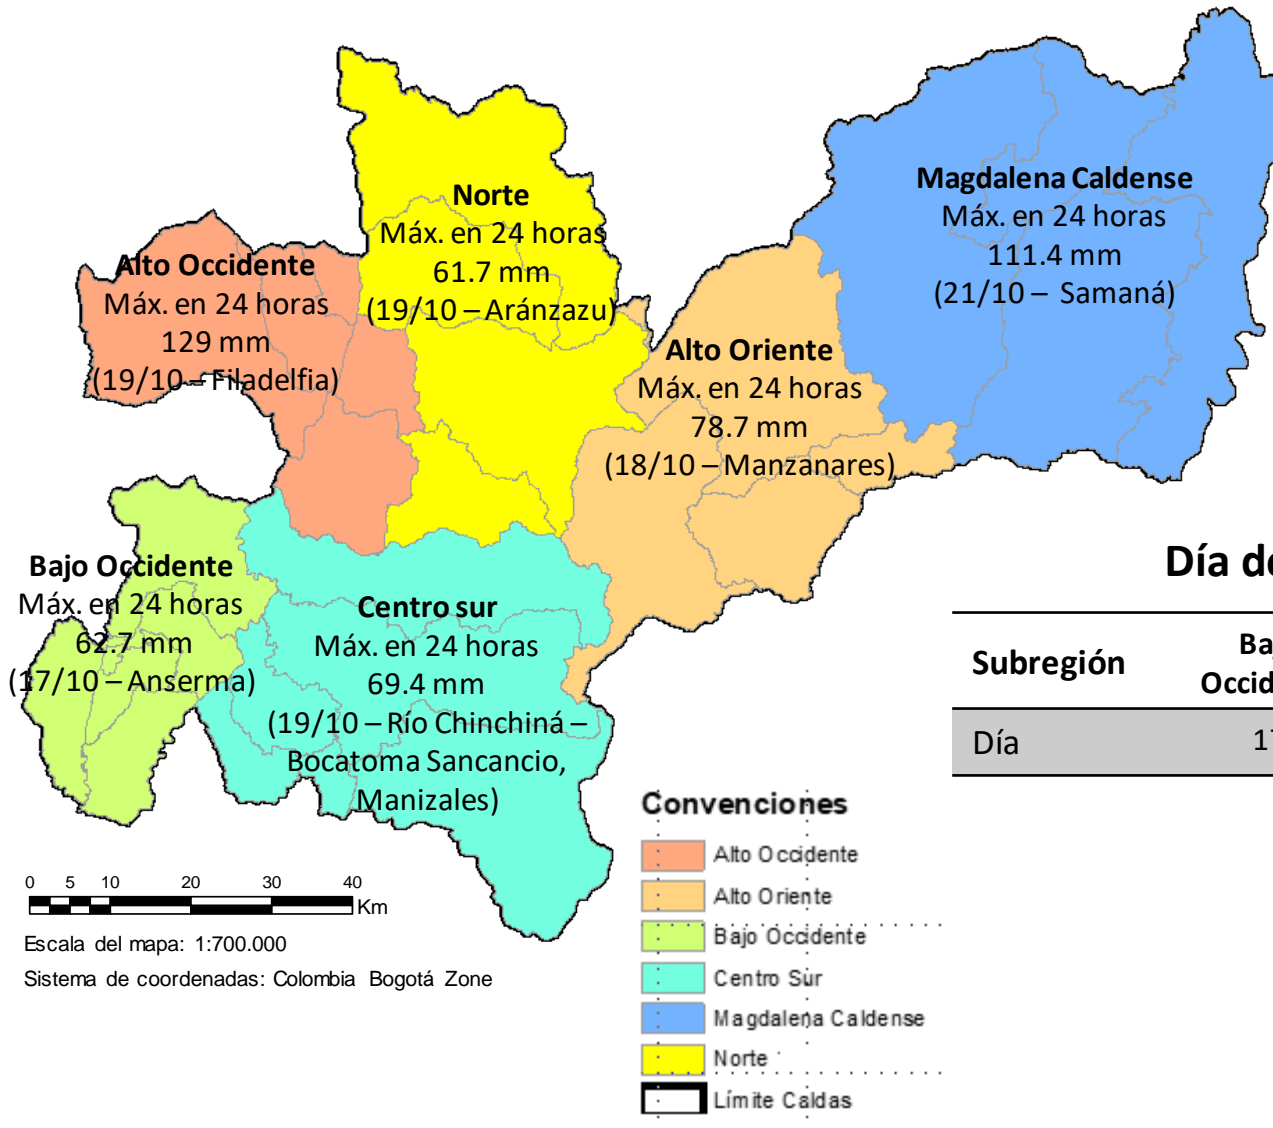 Norte
Máx. en 24 horas
61.7 mm
(19/10 – Aránzazu)
Magdalena Caldense
Máx. en 24 horas
111.4 mm
(21/10 – Samaná)
Alto Occidente
Máx. en 24 horas
129 mm
(19/10 – Filadelfia)
Alto Oriente
Máx. en 24 horas
78.7 mm
(18/10 – Manzanares)
Bajo Occidente
Máx. en 24 horas
62.7 mm
(17/10 – Anserma)
Centro sur
Máx. en 24 horas
69.4 mm
(19/10 – Río Chinchiná –
Bocatoma Sancancio,
Manizales)
Día
Subregión
Día
Convenciones
Alto Occidente
Alto Oriente
Bajo Occidente
Centro Sur
Magdalena Caldense
Norte
Límite Caldas
0 5 10 20 30 40
Km
Escala del mapa: 1:700.000
Sistema de coordenadas: Colombia Bogotá Zone